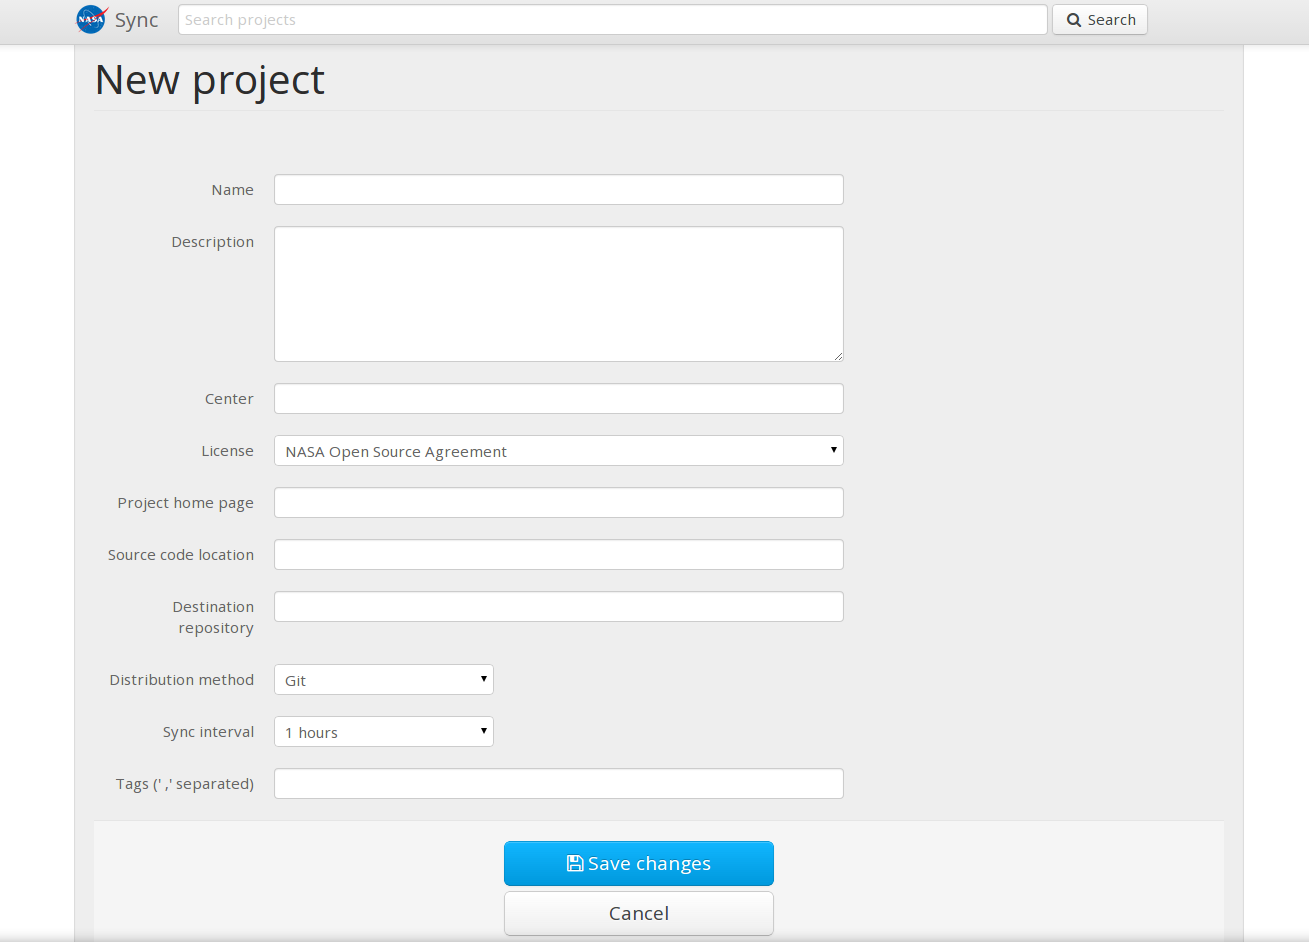 NASA Sync Search projects Search
New project
Name
Description
Center
License NASA Open Source Agreement
Project home page
Source code location
Destination
repository
Distribution method Git
Sync interval 1 hours
Tags (' ,' separated)
Save changes
Cancel